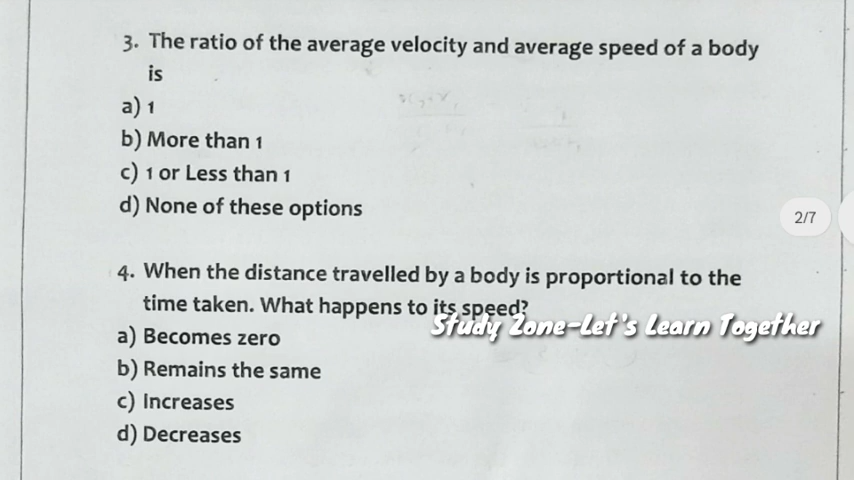 3. The ratio of the average velocity and average speed of a body
is
a) 1
b) More than 1
c) 1 or Less than 1
d) None of these options
2/7
4. When the distance travelled by a body is proportional to the
time taken. What happens to its speed?
Study Zone-Let's Learn Together
a) Becomes zero
b) Remains the same
c) Increases
d) Decreases